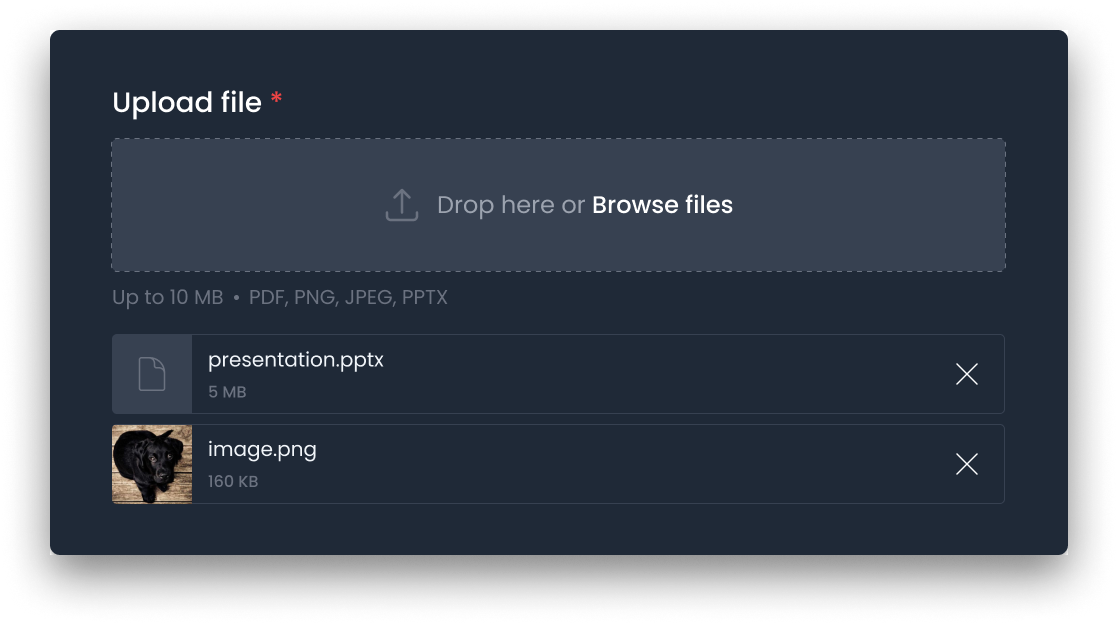 Upload file *
Drop here or Browse files
Up to 10 MB • PDF, PNG, JPEG, PPTX
presentation.pptx
5 MB
image.png
160 KB